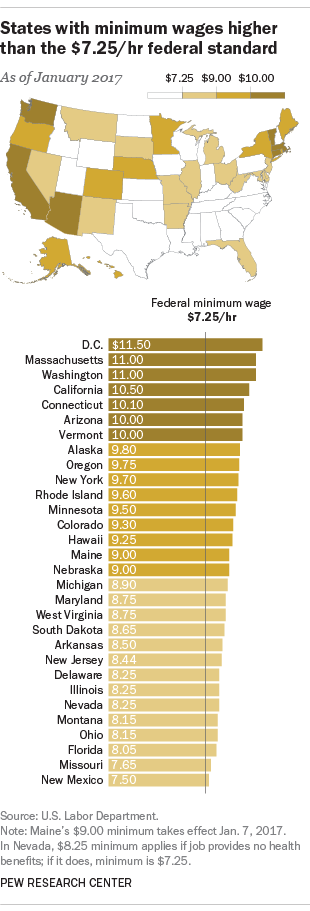 States with minimum wages higher
than the $7.25/hr federal standard
As of January 2017
$7.25 $9.00 $10.00
Federal minimum wage
$7.25/hr
D.C. $11.50
Massachusetts 11.00
Washington 11.00
California 10.50
Connecticut 10.10
Arizona 10.00
Vermont 10.00
Alaska 9.80
Oregon 9.75
New York 9.70
Rhode Island 9.60
Minnesota 9.50
Colorado 9.30
Hawaii 9.25
Maine 9.00
Nebraska 9.00
Michigan 8.90
Maryland 8.75
West Virginia 8.75
South Dakota 8.65
Arkansas 8.50
New Jersey 8.44
Delaware 8.25
Illinois 8.25
Nevada 8.25
Montana 8.15
Ohio 8.15
Florida 8.05
Missouri 7.65
New Mexico 7.50
Source: U.S. Labor Department.
Note: Maine's $9.00 minimum takes effect Jan. 7, 2017.
In Nevada, $8.25 minimum applies if job provides no health
benefits; if it does, minimum is $7.25.
PEW RESEARCH CENTER